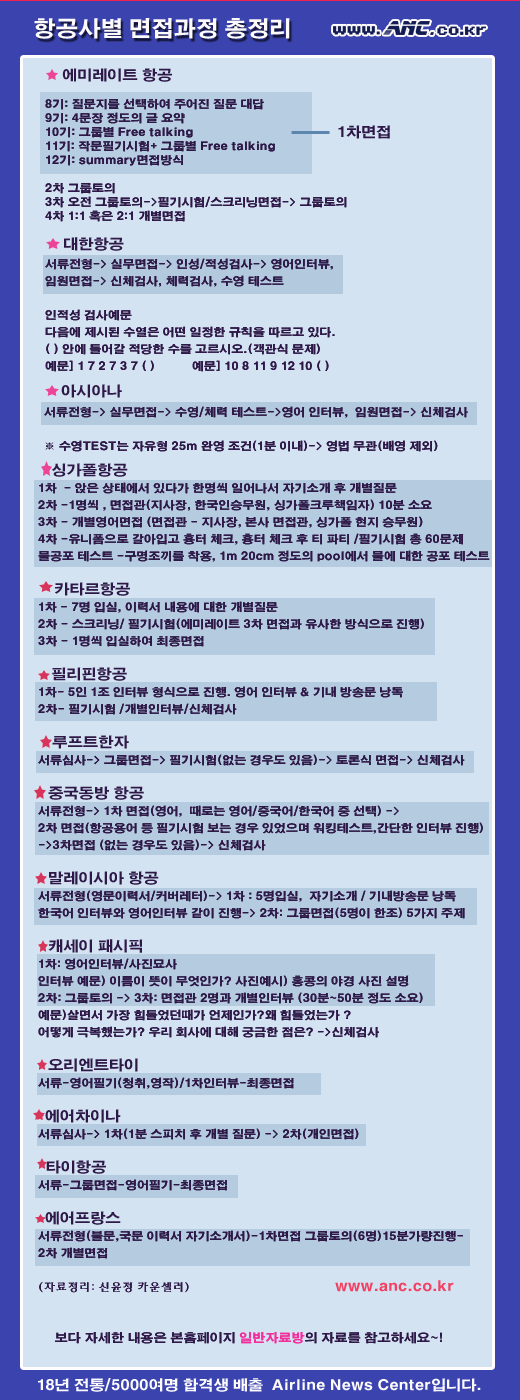 항공사별 면접과정 총정리
www.ANC.co.kr
에미레이트 항공
8기: 질문지를 선택하여 주어진 질문 대답
9기: 4문장 정도의 글 요약
10기: 그룹별 Free talking
1차면접
11기: 작문필기시험+ 그룹별 Free talking
12기: summary면접방식
2차 그룹토의
3차 오전 그룹토의->필기시험/스크리닝면접-> 그룹토의
4차 1:1 혹은 2:1 개별면접
대한항공
서류전형-> 실무면접-> 인성/적성검사-> 영어인터뷰,
임원면접-> 신체검사, 체력검사, 수영 테스트
인적성 검사예문
다음에 제시된 수열은 어떤 일정한 규칙을 따르고 있다.
( ) 안에 들어갈 적당한 수를 고르시오.(객관식 문제)
예문] 1 7 2 7 3 7 ( ) 예문] 10 8 11 9 12 10 ( )
아시아나
서류전형-> 실무면접-> 수영/체력 테스트->영어 인터뷰, 임원면접-> 신체검사
※ 수영TEST는 자유형 25m 완영 조건(1분 이내)-> 영법 무관(배영 제외)
싱가폴항공
1차 - 앉은 상태에서 있다가 한명씩 일어나서 자기소개 후 개별질문
2차 -1명씩 , 면접관(지사장, 한국인승무원, 싱가폴크루책임자) 10분 소요
3차 - 개별영어면접 (면접관 - 지사장, 본사 면접관, 싱가폴 현지 승무원)
4차 -유니폼으로 갈아입고 흉터 체크, 흉터 체크 후 티 파티 /필기시험 총 60문제
물공포 테스트 -구명조끼를 착용, 1m 20cm 정도의 pool에서 물에 대한 공포 테스트
카타르항공
1차 - 7명 입실, 이력서 내용에 대한 개별질문
2차 - 스크리닝/ 필기시험(에미레이트 3차 면접과 유사한 방식으로 진행)
3차 - 1명씩 입실하여 최종면접
필리핀항공
1차- 5인 1조 인터뷰 형식으로 진행. 영어 인터뷰 & 기내 방송문 낭독
2차- 필기시험 /개별인터뷰/신체검사
루프트한자
서류심사-> 그룹면접-> 필기시험(없는 경우도 있음)-> 토론식 면접-> 신체검사
중국동방 항공
서류전형-> 1차 면접(영어, 때로는 영어/중국어/한국어 중 선택) ->
2차 면접(항공용어 등 필기시험 보는 경우 있었으며 워킹테스트,간단한 인터뷰 진행)
->3차면접 (없는 경우도 있음)-> 신체검사
말레이시아 항공
서류전형(영문이력서/커버레터)-> 1차 : 5명입실, 자기소개 / 기내방송문 낭독
한국어 인터뷰와 영어인터뷰 같이 진행-> 2차: 그룹면접(5명이 한조) 5가지 주제
캐세이 패시픽
1차: 영어인터뷰/사진묘사
인터뷰 예문) 이름이 뜻이 무엇인가? 사진예시) 홍콩의 야경 사진 설명
2차: 그룹토의 -> 3차: 면접관 2명과 개별인터뷰 (30분~50분 정도 소요)
예문)살면서 가장 힘들었던때가 언제인가?왜 힘들었는가 ?
어떻게 극복했는가? 우리 회사에 대해 궁금한 점은? ->신체검사
오리엔트타이
서류-영어필기(청취,영작)/1차인터뷰-최종면접
에어차이나
서류심사-> 1차(1분 스피치 후 개별 질문) -> 2차(개인면접)
타이항공
서류-그룹면접-영어필기-최종면접
에어프랑스
서류전형(불문,국문 이력서 자기소개서)-1차면접 그룹토의(6명)15분가량진행-
2차 개별면접
(자료정리: 신윤정 카운셀러)
www.anc.co.kr
보다 자세한 내용은 본홈페이지 일반자료방의 자료를 참고하세요~!
18년 전통/5000여명 합격생 배출 Airline News Center입니다.